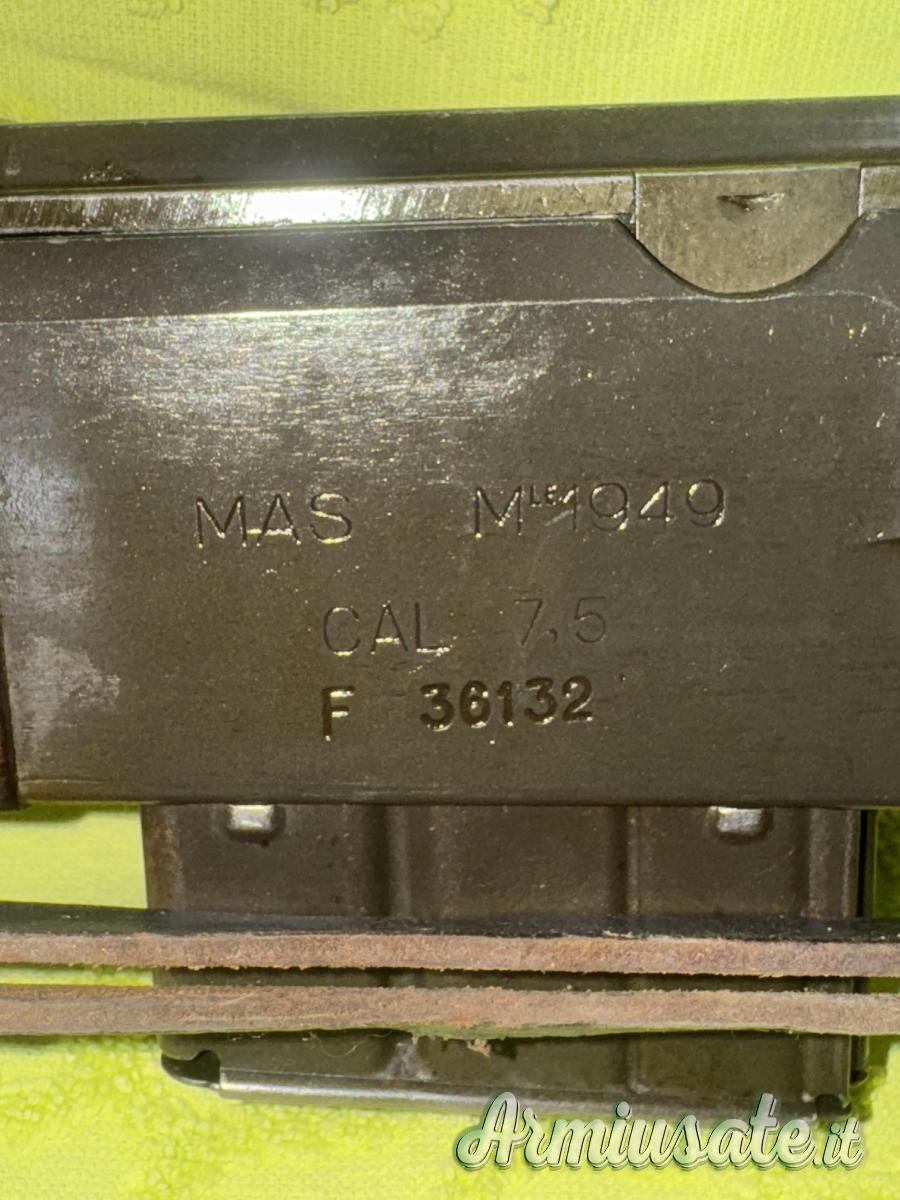 MAS MLE1949
CAL 7,5
F 36132
Armiusate.it